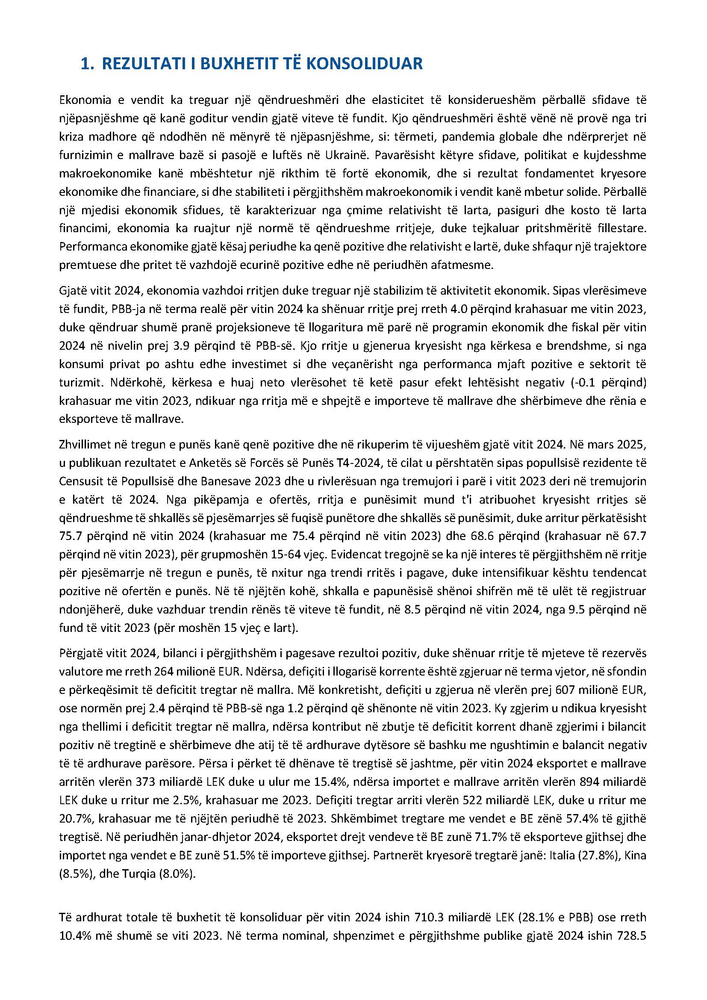 1. REZULTATI I BUXHETIT TË KONSOLIDUAR
Ekonomia e vendit ka treguar një qëndrueshmëri dhe elasticitet të konsiderueshëm përballë sfidave të
njëpasnjëshme që kanë goditur vendin gjatë viteve të fundit. Kjo qëndrueshmëri është vënë në provë nga tri
kriza madhore që ndodhën në mënyrë të njëpasnjëshme, si: tërmeti, pandemia globale dhe ndërprerjet në
furnizimin e mallrave bazë si pasojë e luftës në Ukrainë. Pavarësisht këtyre sfidave, politikat e kujdesshme
makroekonomike kanë mbështetur një rikthim të fortë ekonomik, dhe si rezultat fondamentet kryesore
ekonomike dhe financiare, si dhe stabiliteti i përgjithshëm makroekonomik i vendit kanë mbetur solide. Përballë
një mjedisi ekonomik sfidues, të karakterizuar nga çmime relativisht të larta, pasiguri dhe kosto të larta
financimi, ekonomia ka ruajtur një normë të qëndrueshme rritjeje, duke tejkaluar pritshmëritë fillestare.
Performanca ekonomike gjatë kësaj periudhe ka qenë pozitive dhe relativisht e lartë, duke shfaqur një trajektore
premtuese dhe pritet të vazhdojë ecurinë pozitive edhe në periudhën afatmesme.
Gjatë vitit 2024, ekonomia vazhdoi rritjen duke treguar një stabilizim të aktivitetit ekonomik. Sipas vlerësimeve
të fundit, PBB-ja në terma realë për vitin 2024 ka shënuar rritje prej rreth 4.0 përqind krahasuar me vitin 2023,
duke qëndruar shumë pranë projeksioneve të llogaritura më parë në programin ekonomik dhe fiskal për vitin
2024 në nivelin prej 3.9 përqind të PBB-së. Kjo rritje u gjenerua kryesisht nga kërkesa e brendshme, si nga
konsumi privat po ashtu edhe investimet si dhe veçanërisht nga performanca mjaft pozitive e sektorit të
turizmit. Ndërkohë, kërkesa e huaj neto vlerësohet të ketë pasur efekt lehtësisht negativ (-0.1 përqind)
krahasuar me vitin 2023, ndikuar nga rritja më e shpejtë e importeve të mallrave dhe shërbimeve dhe rënia e
eksporteve të mallrave.
Zhvillimet në tregun e punës kanë qenë pozitive dhe në rikuperim të vijueshëm gjatë vitit 2024. Në mars 2025,
u publikuan rezultatet e Anketës së Forcës së Punës T4-2024, të cilat u përshtatën sipas popullsisë rezidente të
Censusit të Popullsisë dhe Banesave 2023 dhe u rivlerësuan nga tremujori i parë i vitit 2023 deri në tremujorin
e katërt të 2024. Nga pikëpamja e ofertës, rritja e punësimit mund t'i atribuohet kryesisht rritjes së
qëndrueshme të shkallës së pjesëmarrjes së fuqisë punëtore dhe shkallës së punësimit, duke arritur përkatësisht
75.7 përqind në vitin 2024 (krahasuar me 75.4 përqind në vitin 2023) dhe 68.6 përqind (krahasuar në 67.7
përqind në vitin 2023), për grupmoshën 15-64 vjeç. Evidencat tregojnë se ka një interes të përgjithshëm në rritje
për pjesëmarrje në tregun e punës, të nxitur nga trendi rritës i pagave, duke intensifikuar kështu tendencat
pozitive në ofertën e punës. Në të njëjtën kohë, shkalla e papunësisë shënoi shifrën më të ulët të regjistruar
ndonjëherë, duke vazhduar trendin rënës të viteve të fundit, në 8.5 përqind në vitin 2024, nga 9.5 përqind në
fund të vitit 2023 (për moshën 15 vjeç e lart).
Përgjatë vitit 2024, bilanci i përgjithshëm i pagesave rezultoi pozitiv, duke shënuar rritje të mjeteve të rezervës
valutore me rreth 264 milionë EUR. Ndërsa, defiçiti i llogarisë korrente është zgjeruar në terma vjetor, në sfondin
e përkeqësimit të deficitit tregtar në mallra. Më konkretisht, defiçiti u zgjerua në vlerën prej 607 milionë EUR,
ose normën prej 2.4 përqind të PBB-së nga 1.2 përqind që shënonte në vitin 2023. Ky zgjerim u ndikua kryesisht
nga thellimi i deficitit tregtar në mallra, ndërsa kontribut në zbutje të deficitit korrent dhanë zgjerimi i bilancit
pozitiv në tregtinë e shërbimeve dhe atij të të ardhurave dytësore së bashku me ngushtimin e balancit negativ
të të ardhurave parësore. Përsa i përket të dhënave të tregtisë së jashtme, për vitin 2024 eksportet e mallrave
arritën vlerën 373 miliardë LEK duke u ulur me 15.4%, ndërsa importet e mallrave arritën vlerën 894 miliardë
LEK duke u rritur me 2.5%, krahasuar me 2023. Defiçiti tregtar arriti vlerën 522 miliardë LEK, duke u rritur me
20.7%, krahasuar me të njëjtën periudhë të 2023. Shkëmbimet tregtare me vendet e BE zënë 57.4% të gjithë
tregtisë. Në periudhën janar-dhjetor 2024, eksportet drejt vendeve të BE zunë 71.7% të eksporteve gjithsej dhe
importet nga vendet e BE zunë 51.5% të importeve gjithsej. Partnerët kryesorë tregtarë janë: Italia (27.8%), Kina
(8.5%), dhe Turqia (8.0%).
Të ardhurat totale të buxhetit të konsoliduar për vitin 2024 ishin 710.3 miliardë LEK (28.1% e PBB) ose rreth
10.4% më shumë se viti 2023. Në terma nominal, shpenzimet e përgjithshme publike gjatë 2024 ishin 728.5